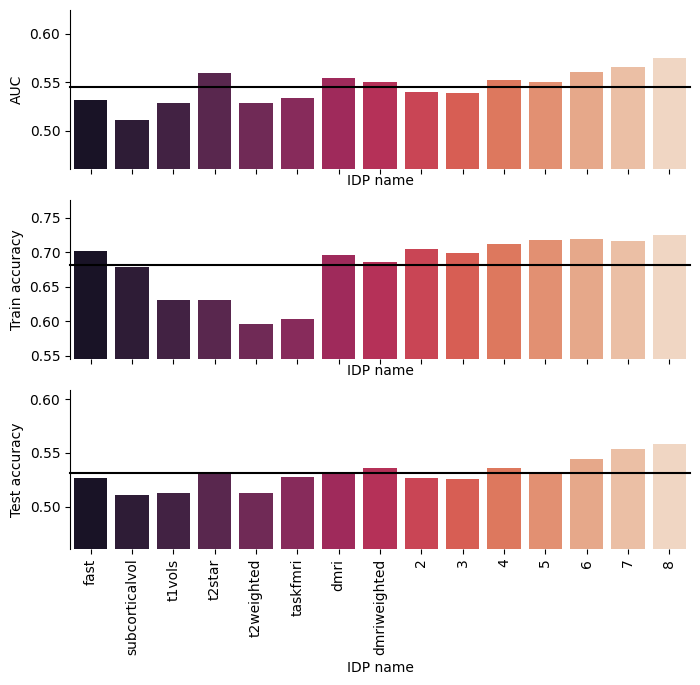 0.60
0.55
0.50
AUC
IDP name
0.75
0.70
0.65
0.60
0.55
Train accuracy
IDP name
0.60
0.55
0.50
Test accuracy
fast
subcorticalvol
t1vols
t2star
t2weighted
taskfmri
dmri
dmriweighted
2
3
4
5
6
7
8
IDP name